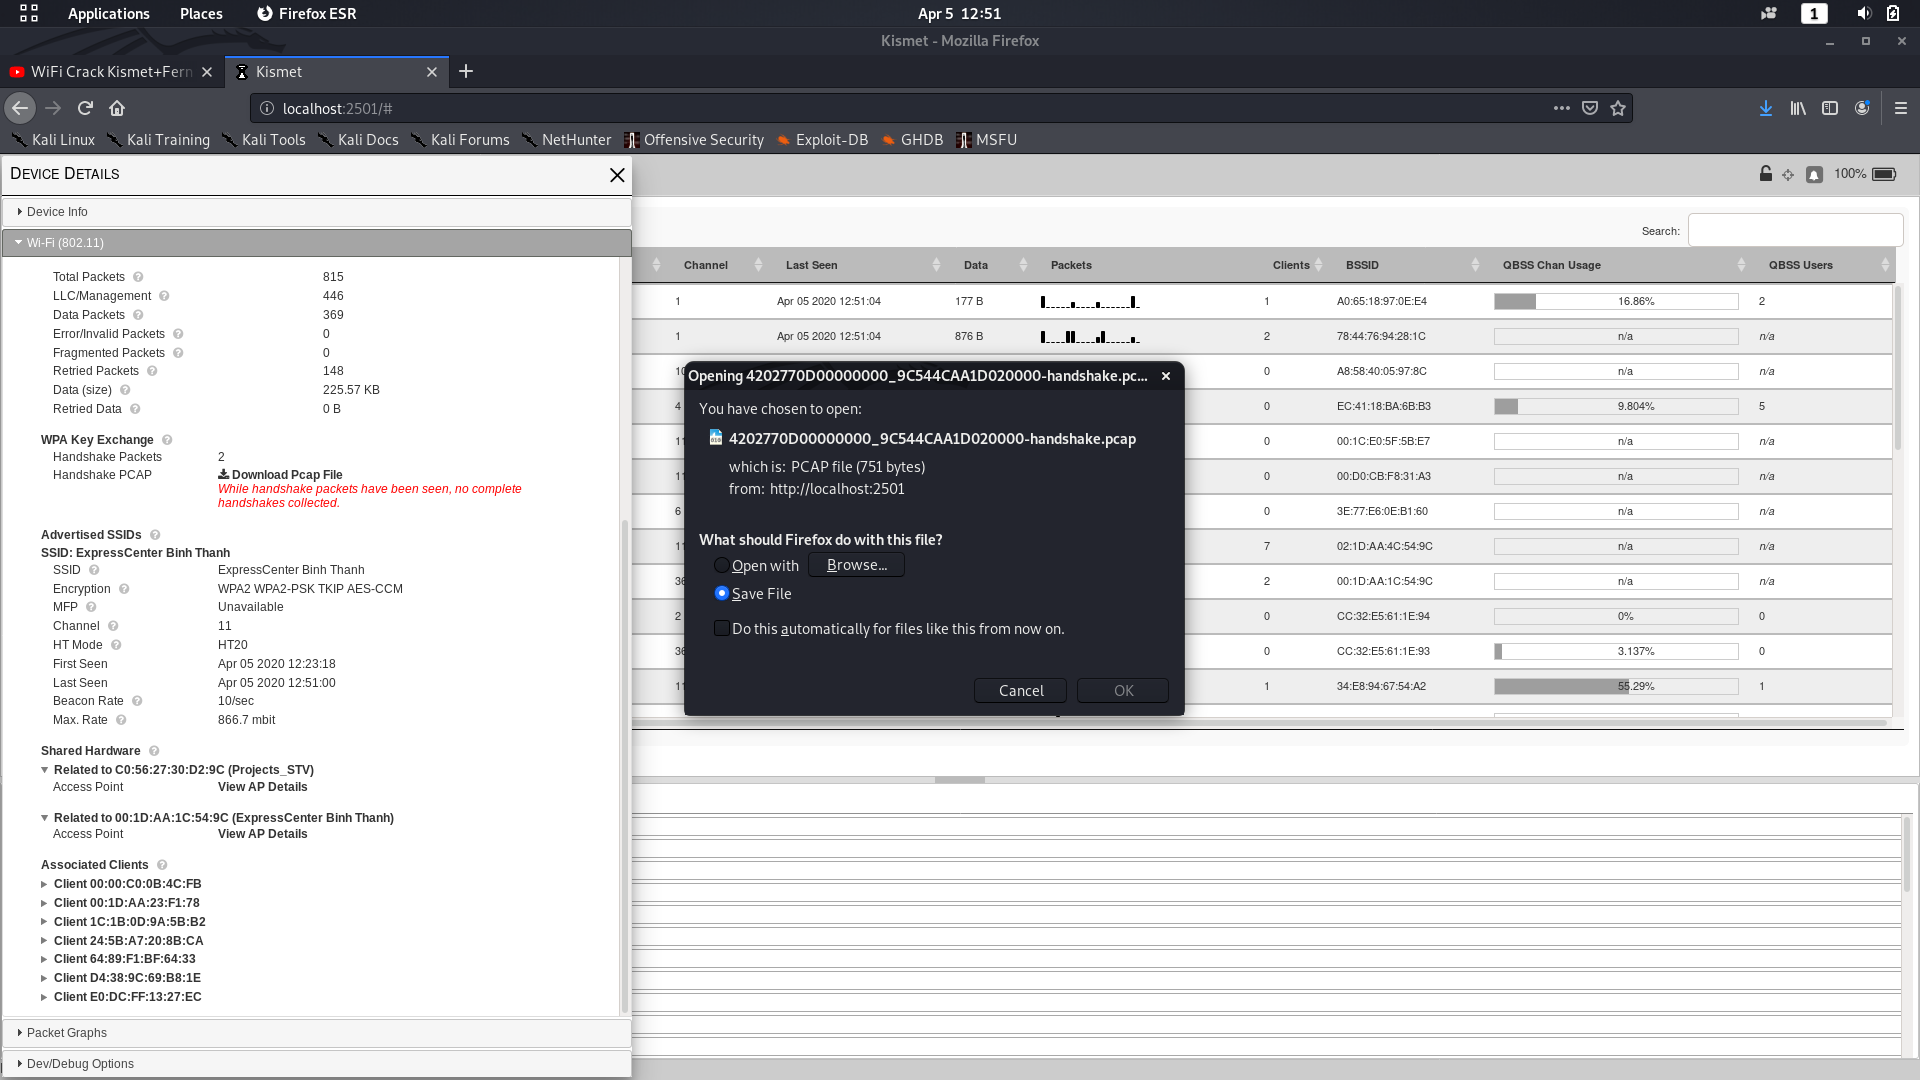 Applications Places Firefox ESR Apr 5 12:51 1
Kismet - Mozilla Firefox
WiFi Crack Kismet+Fern Kismet
localhost:2501/#
Kali Linux Kali Training Kali Tools Kali Docs Kali Forums NetHunter Offensive Security Exploit-DB GHDB MSFU
DEVICE DETAILS
100%
Device Info
Wi-Fi (802.11)
Total Packets 815
LLC/Management 446
Data Packets 369
Error/Invalid Packets 0
Fragmented Packets 0
Retried Packets 148
Data (size) 225.57 KB
Retried Data 0 B
WPA Key Exchange
Handshake Packets 2
Handshake PCAP Download Pcap File
While handshake packets have been seen, no complete
handshakes collected.
Advertised SSIDs
SSID: ExpressCenter Binh Thanh
SSID ExpressCenter Binh Thanh
Encryption WPA2 WPA2-PSK TKIP AES-CCM
MFP Unavailable
Channel 11
HT Mode HT20
First Seen Apr 05 2020 12:23:18
Last Seen Apr 05 2020 12:51:00
Beacon Rate 10/sec
Max. Rate 866.7 mbit
Shared Hardware
Related to C0:56:27:30:D2:9C (Projects_STV)
Access Point View AP Details
Related to 00:1D:AA:1C:54:9C (ExpressCenter Binh Thanh)
Access Point View AP Details
Associated Clients
Client 00:00:C0:0B:4C:FB
Client 00:1D:AA:23:F1:78
Client 1C:1B:0D:9A:5B:B2
Client 24:5B:A7:20:8B:CA
Client 64:89:F1:BF:64:33
Client D4:38:9C:69:B8:1E
Client E0:DC:FF:13:27:EC
Packet Graphs
Dev/Debug Options
Search:
Channel Last Seen Data Packets Clients BSSID QBSS Chan Usage QBSS Users
1 Apr 05 2020 12:51:04 177 B 1 A0:65:18:97:0E:E4 16.86% 2
1 Apr 05 2020 12:51:04 876 B 2 78:44:76:94:28:1C n/a n/a
0 A8:58:40:05:97:8C n/a n/a
4 0 EC:41:18:BA:6B:B3 9.804% 5
11 0 00:1C:E0:5F:5B:E7 n/a n/a
11 0 00:D0:CB:F8:31:A3 n/a n/a
6 0 3E:77:E6:0E:B1:60 n/a n/a
11 7 02:1D:AA:4C:54:9C n/a n/a
36 2 00:1D:AA:1C:54:9C n/a n/a
2 0 CC:32:E5:61:1E:94 0% 0
36 0 CC:32:E5:61:1E:93 3.137% 0
11 1 34:E8:94:67:54:A2 55.29% 1
Opening 4202770D00000000_9C544CAA1D020000-handshake.pc...
You have chosen to open:
4202770D00000000_9C544CAA1D020000-handshake.pcap
which is: PCAP file (751 bytes)
from: http://localhost:2501
What should Firefox do with this file?
Open with Browse...
Save File
Do this automatically for files like this from now on.
Cancel OK